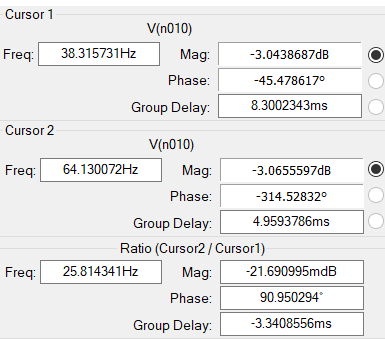 Cursor 1
V(n010)
Freq: 38.315731Hz Mag: -3.0438687dB
Phase: -45.478617º
Group Delay: 8.3002343ms
Cursor 2
V(n010)
Freq: 64.130072Hz Mag: -3.0655597dB
Phase: -314.52832º
Group Delay: 4.9593786ms
Ratio (Cursor2 / Cursor1)
Freq: 25.814341Hz Mag: -21.690995mdB
Phase: 90.950294°
Group Delay: -3.3408556ms